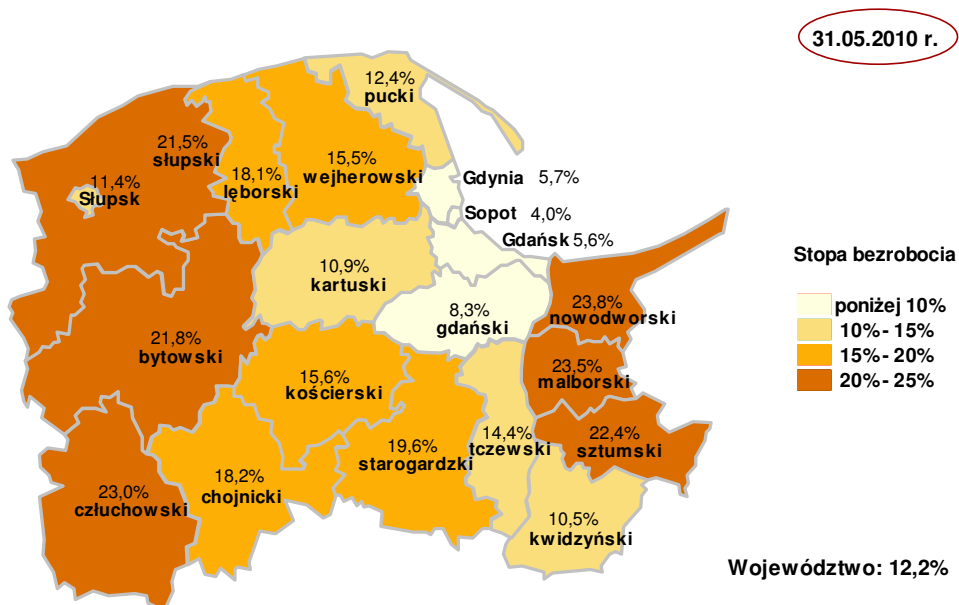 31.05.2010 r.
12,4%
pucki
21,5%
słupski
18,1%
lęborski
15,5%
wejherowski
11,4%
Słupsk
Gdynia 5,7%
Sopot 4,0%
Gdańsk 5,6%
10,9%
kartuski
8,3%
gdański
23,8%
nowodworski
21,8%
bytowski
15,6%
kościerski
23,5%
malborski
19,6%
starogardzki
14,4%
tczewski
22,4%
sztumski
23,0%
człuchowski
18,2%
chojnicki
10,5%
kwidzyński
Stopa bezrobocia
poniżej 10%
10%- 15%
15%- 20%
20%- 25%
Województwo: 12,2%